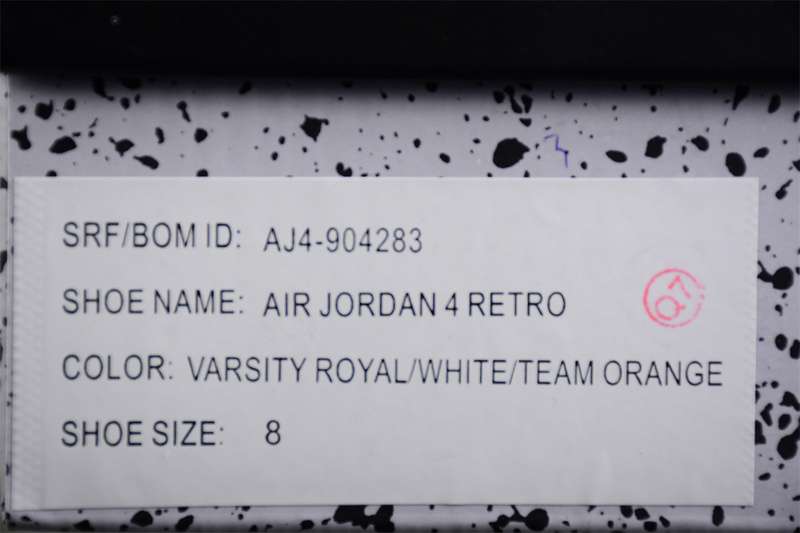 SRF/BOM ID: AJ4-904283
SHOE NAME: AIR JORDAN 4 RETRO
Q7
COLOR: VARSITY ROYAL/WHITE/TEAM ORANGE
SHOE SIZE: 8